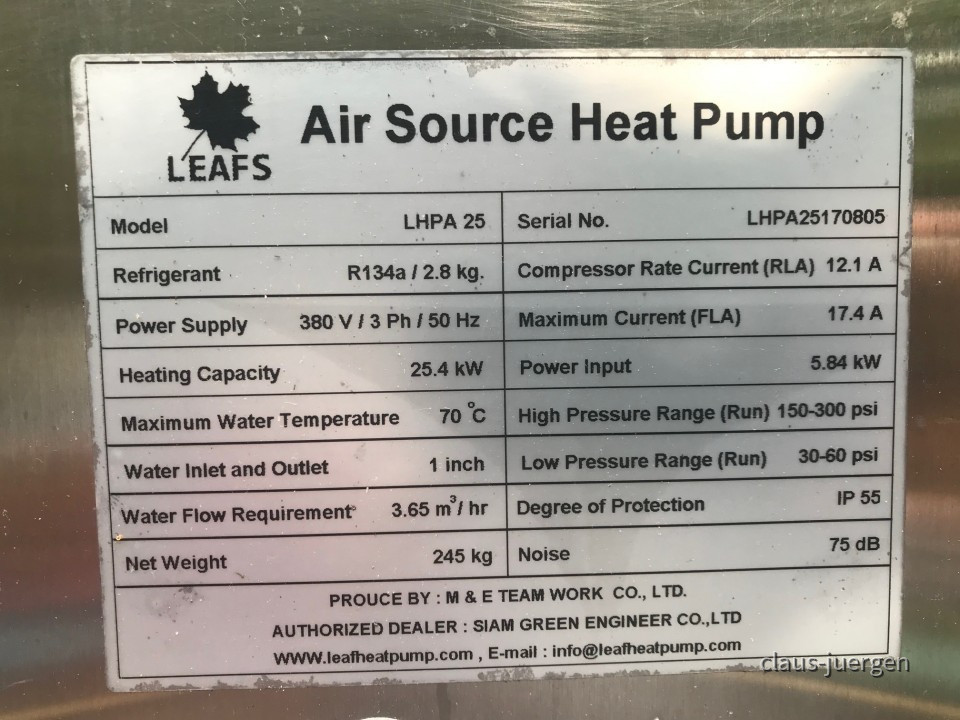 LEAFS
Air Source Heat Pump
Model LHPA 25
Serial No. LHPA25170805
Refrigerant R134a / 2.8 kg.
Compressor Rate Current (RLA) 12.1 A
Power Supply 380 V / 3 Ph / 50 Hz
Maximum Current (FLA) 17.4 A
Heating Capacity 25.4 kW
Power Input 5.84 kW
Maximum Water Temperature 70 °C
High Pressure Range (Run) 150-300 psi
Water Inlet and Outlet 1 inch
Low Pressure Range (Run) 30-60 psi
Water Flow Requirement 3.65 m³/ hr
Degree of Protection IP 55
Net Weight 245 kg
Noise 75 dB
PROUCE BY : M & E TEAM WORK CO., LTD.
AUTHORIZED DEALER : SIAM GREEN ENGINEER CO.,LTD
WWW.leafheatpump.com , E-mail : info@leafheatpump.com
claus-juergen